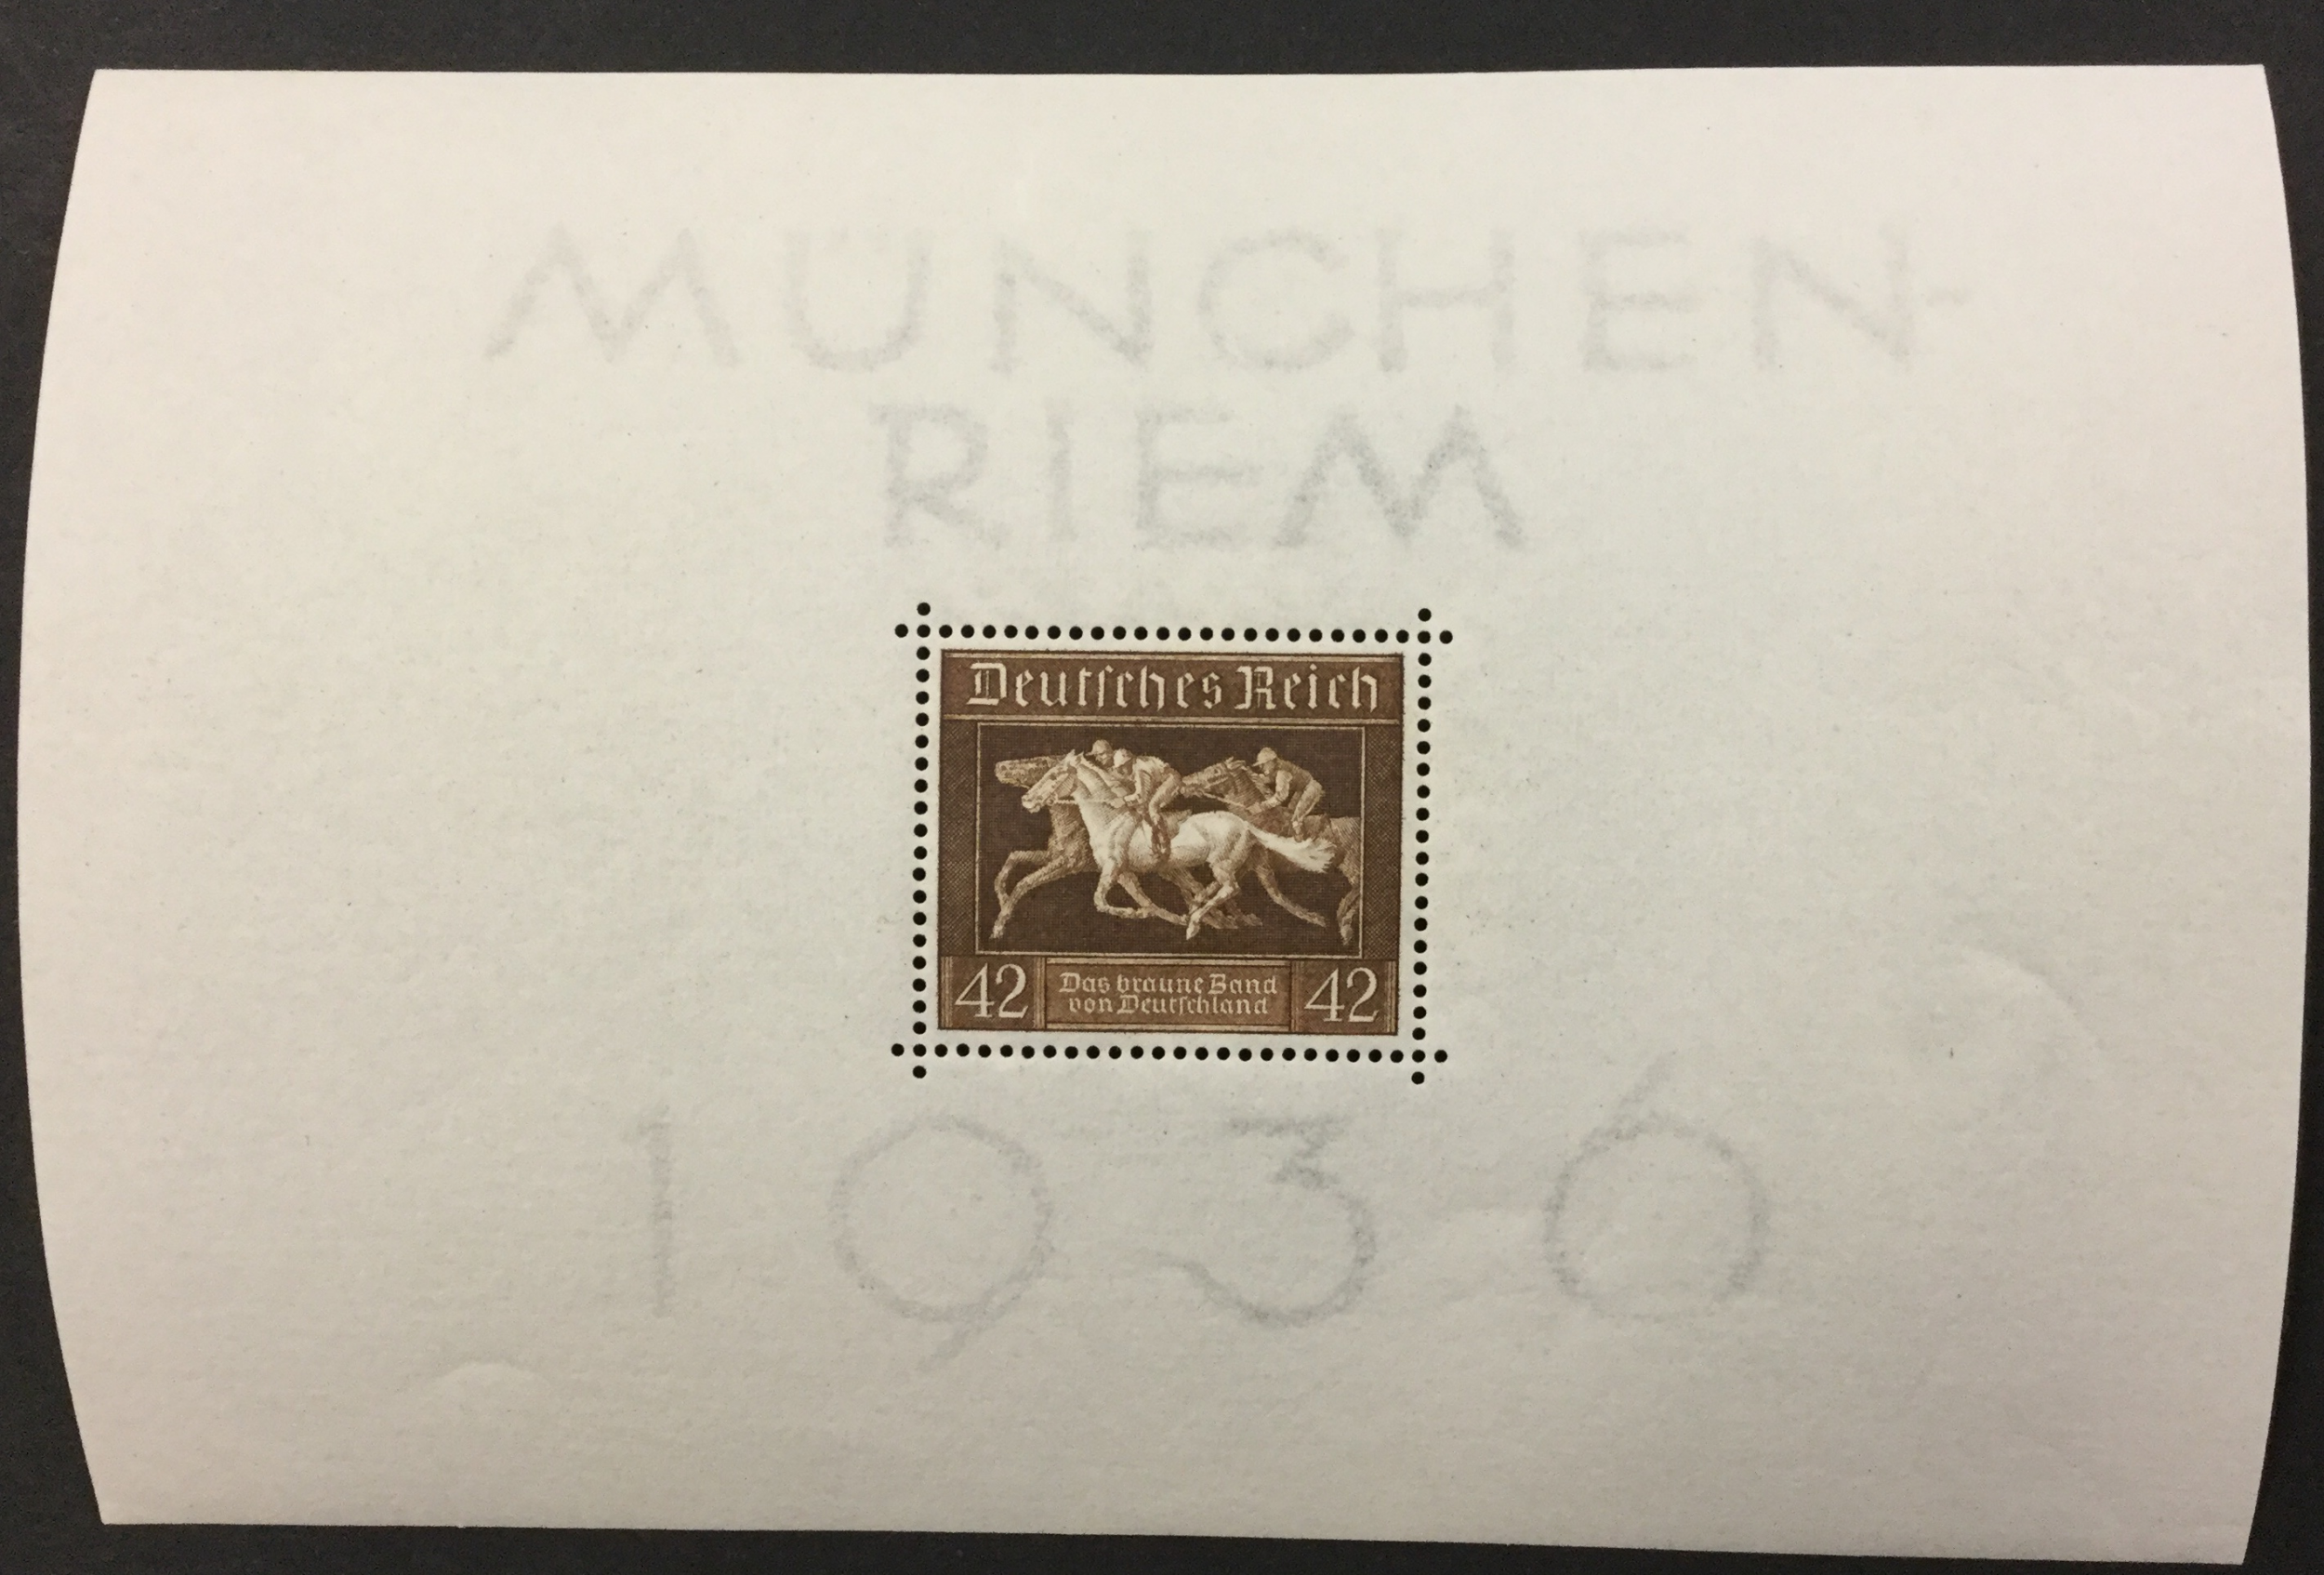 MÜNCHEN-
RIEM
Deutsches Reich
42 Das braune Band
von Deutschland 42
1936